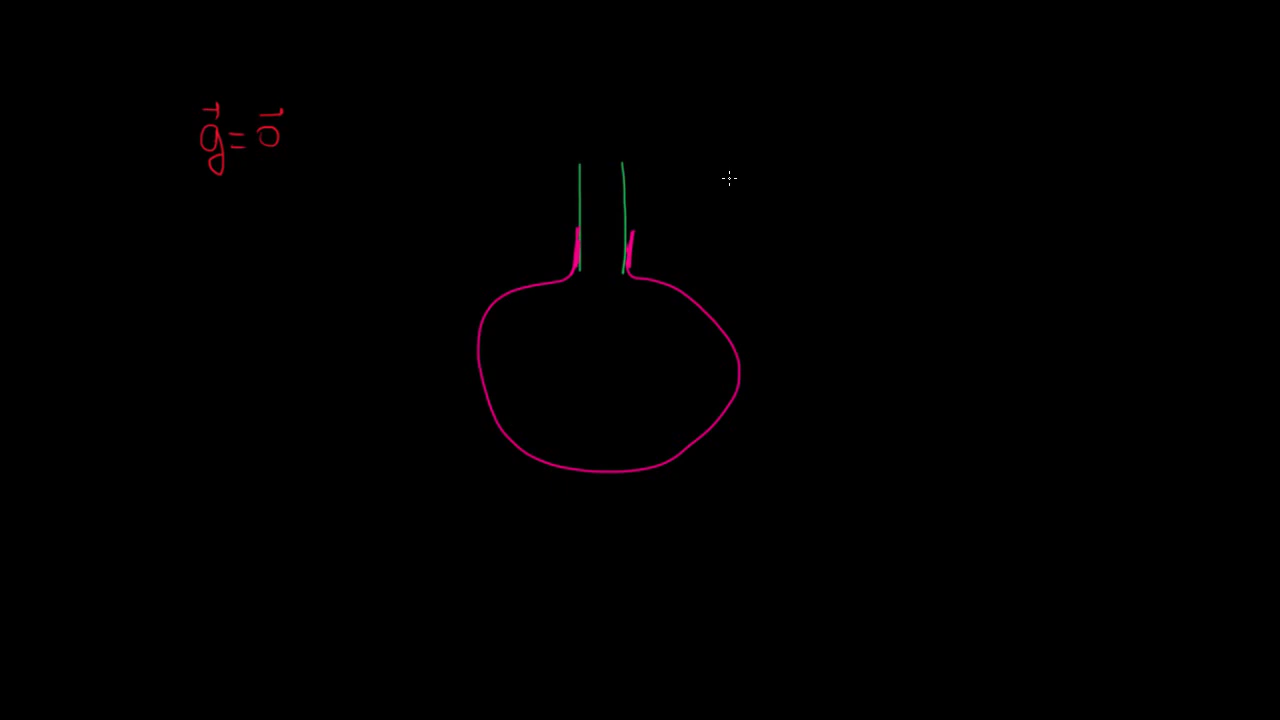 g⃗ = 0⃗